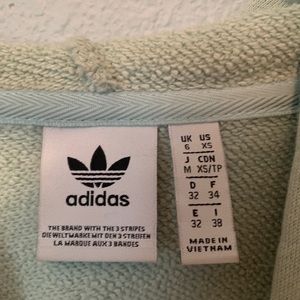 adidas
THE BRAND WITH THE 3 STRIPES
DIE WELTMARKE MIT DEN 3 STREIFEN
LA MARQUE AUX 3 BANDES
UK US
6 XS
J CDN
M XS/TP
D F
32 34
E I
32 38
MADE IN
VIETNAM